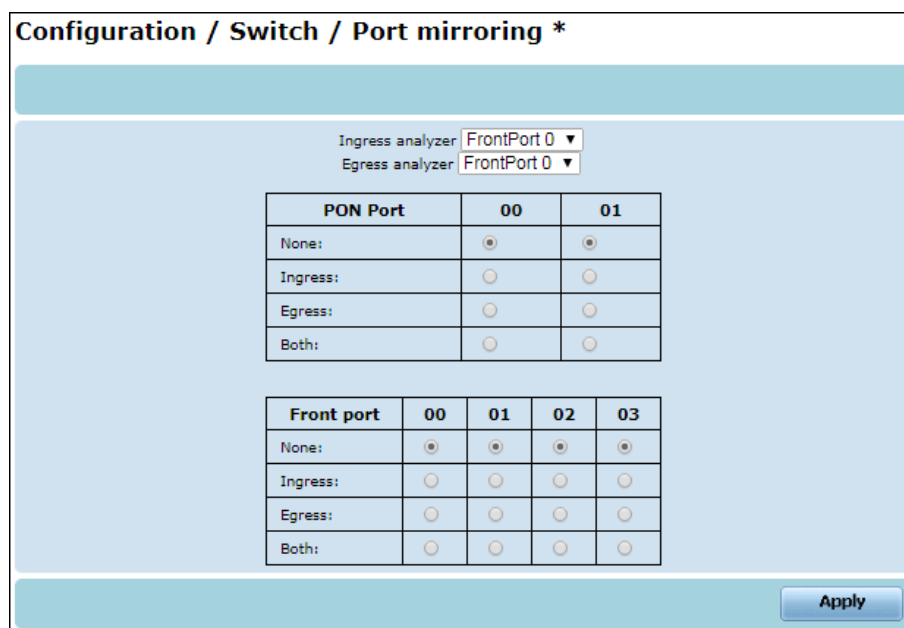 Configuration / Switch / Port mirroring *
Ingress analyzer FrontPort 0
Egress analyzer FrontPort 0
PON Port 00 01
None:
Ingress:
Egress:
Both:
Front port 00 01 02 03
None:
Ingress:
Egress:
Both:
Apply